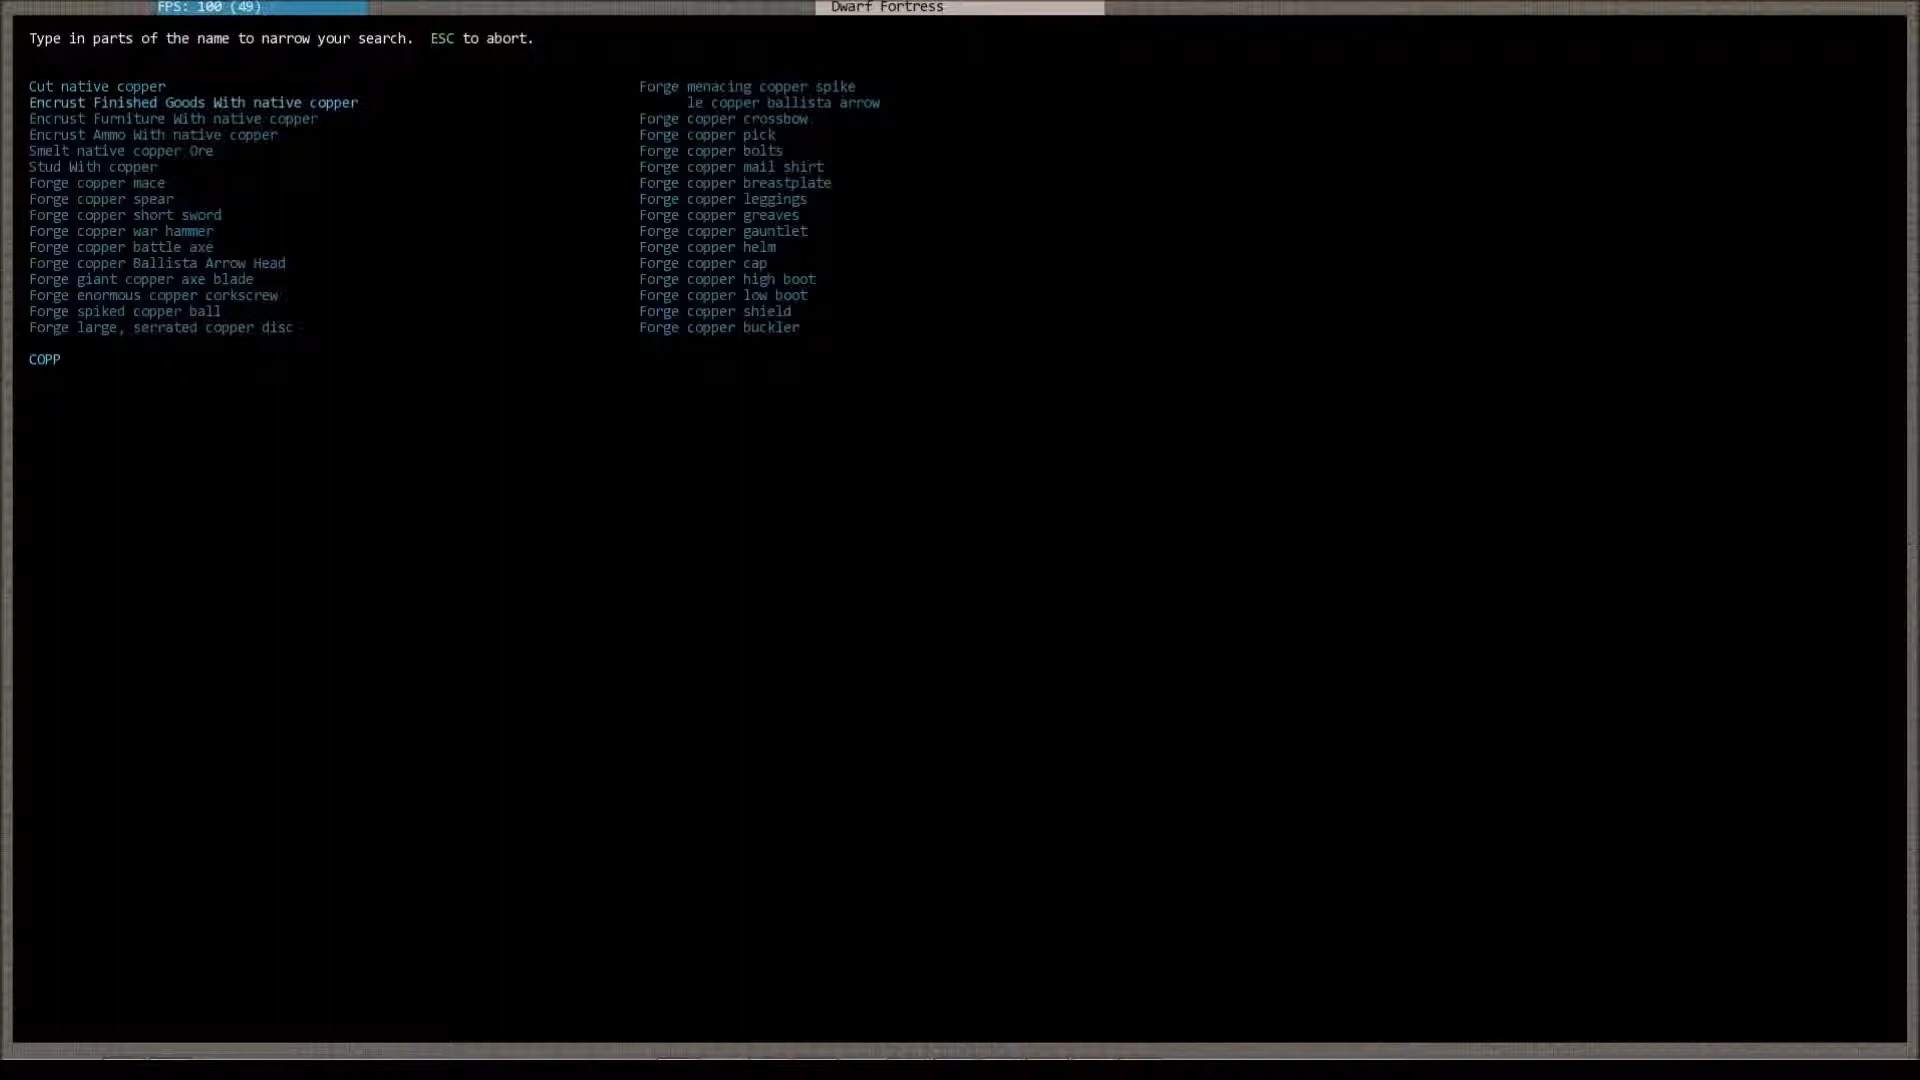 FPS: 100 (49)
Dwarf Fortress
Type in parts of the name to narrow your search. ESC to abort.
Cut native copper
Encrust Finished Goods With native copper
Encrust Furniture With native copper
Encrust Ammo With native copper
Smelt native copper Ore
Stud With copper
Forge copper mace
Forge copper spear
Forge copper short sword
Forge copper war hammer
Forge copper battle axe
Forge copper Ballista Arrow Head
Forge giant copper axe blade
Forge enormous copper corkscrew
Forge spiked copper ball
Forge large, serrated copper disc
Forge menacing copper spike
le copper ballista arrow
Forge copper crossbow
Forge copper pick
Forge copper bolts
Forge copper mail shirt
Forge copper breastplate
Forge copper leggings
Forge copper greaves
Forge copper gauntlet
Forge copper helm
Forge copper cap
Forge copper high boot
Forge copper low boot
Forge copper shield
Forge copper buckler
COPP